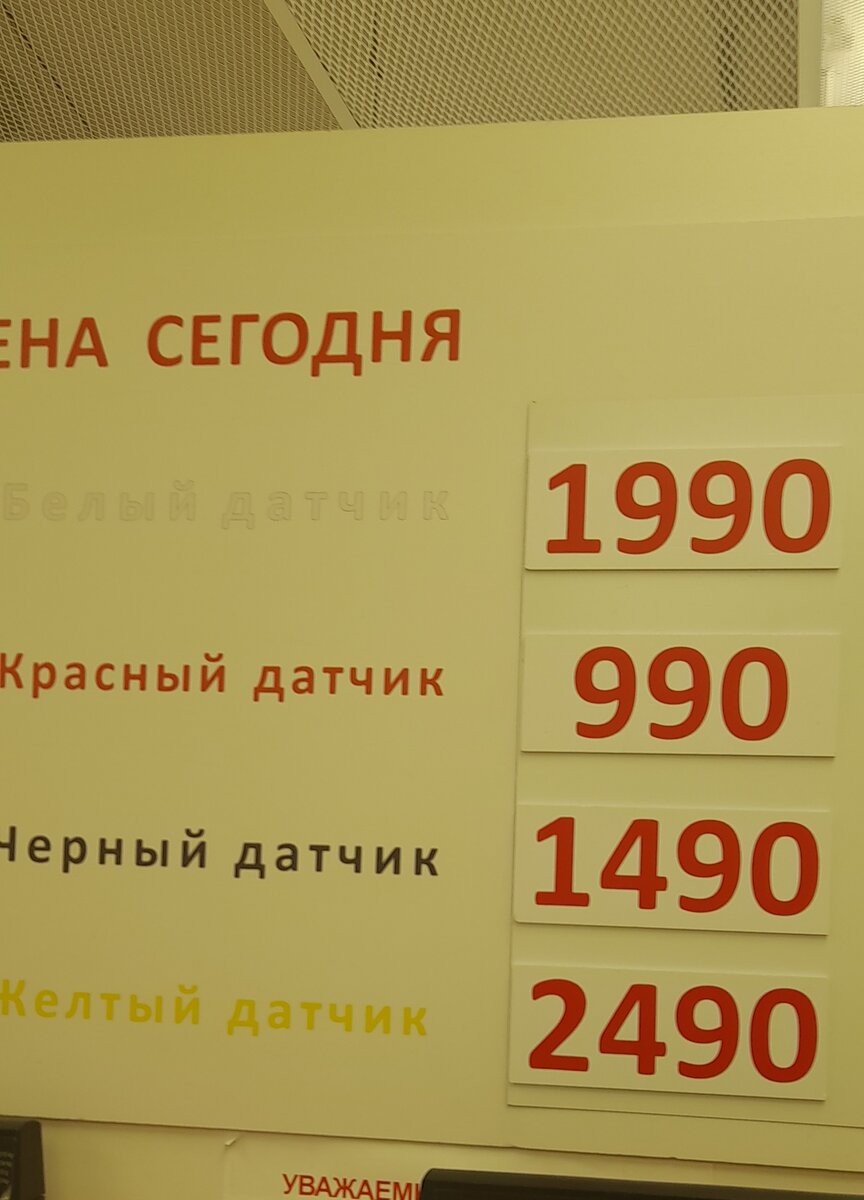 ЕНА СЕГОДНЯ
Белый датчик 1990
Красный датчик 990
Черный датчик 1490
Желтый датчик 2490
УВАЖАЕМ